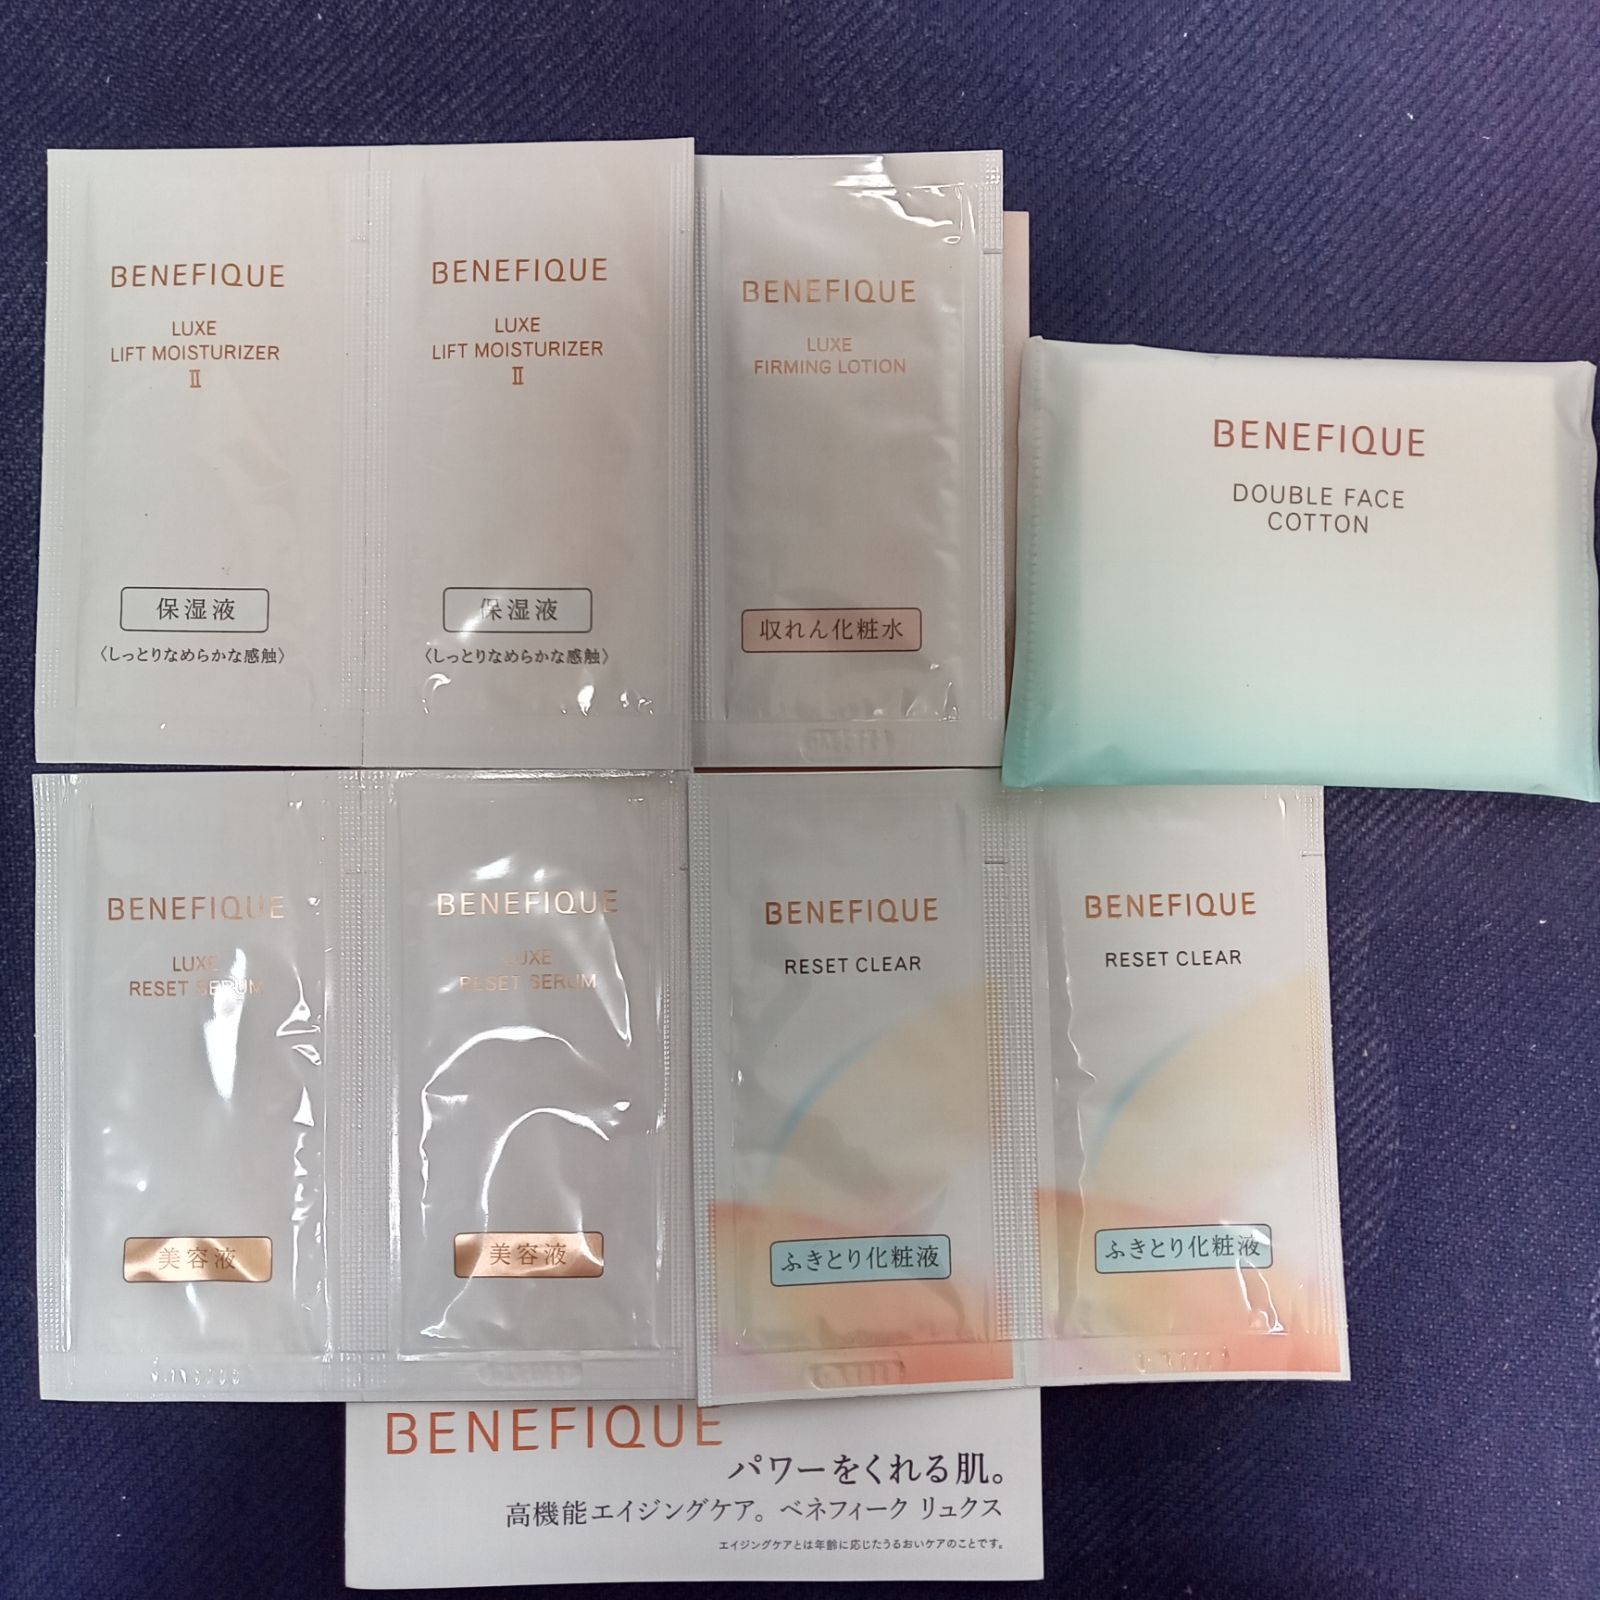 BENEFIQUE
LUXE
LIFT MOISTURIZER
Ⅱ
保湿液
〈しっとりなめらかな感触〉
BENEFIQUE
LUXE
LIFT MOISTURIZER
Ⅱ
保湿液
〈しっとりなめらかな感触〉
BENEFIQUE
LUXE
FIRMING LOTION
収れん化粧水
BENEFIQUE
DOUBLE FACE
COTTON
BENEFIQUE
LUXE
RESET SERUM
美容液
BENEFIQUE
LUXE
RESET SERUM
美容液
BENEFIQUE
RESET CLEAR
ふきとり化粧液
BENEFIQUE
RESET CLEAR
ふきとり化粧液
BENEFIQUE
パワーをくれる肌。
高機能エイジングケア。ベネフィーク リュクス
エイジングケアとは年齢に応じたうるおいケアのことです。